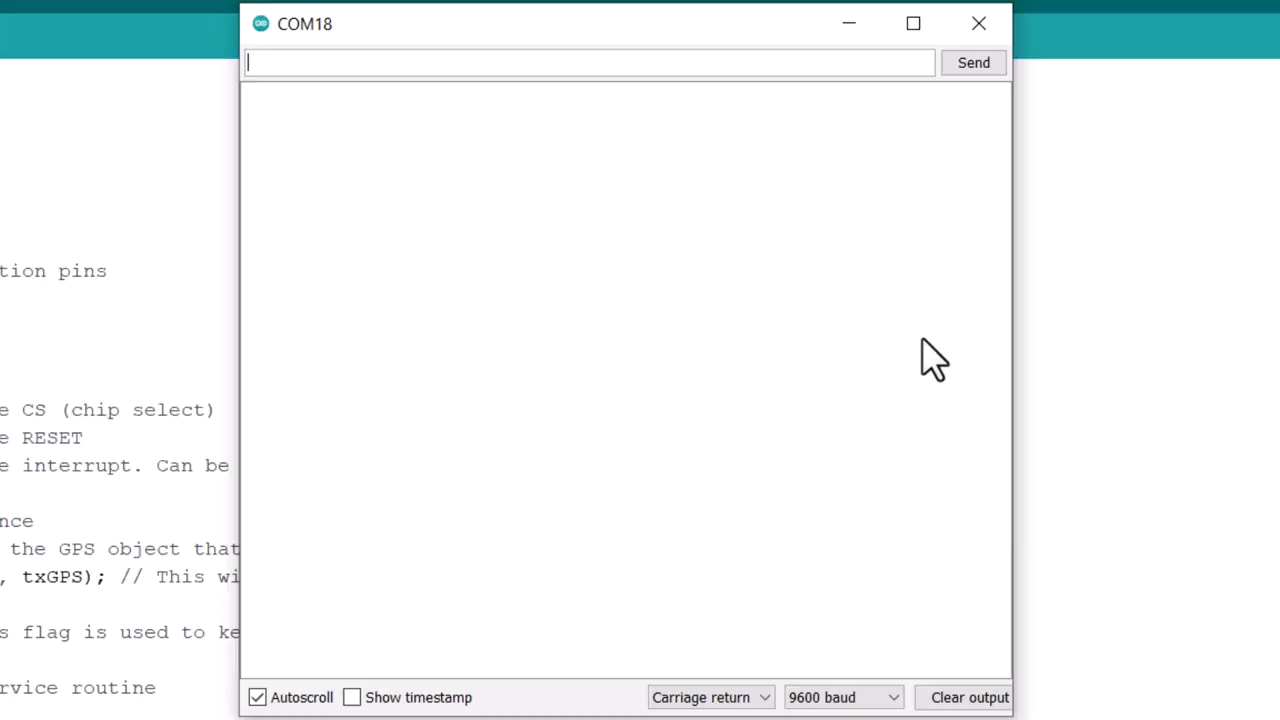 COM18
Send
tion pins
e CS (chip select)
e RESET
e interrupt. Can be
nce
the GPS object that
, txGPS); // This wi
s flag is used to ke
rvice routine
Autoscroll Show timestamp Carriage return 9600 baud Clear output